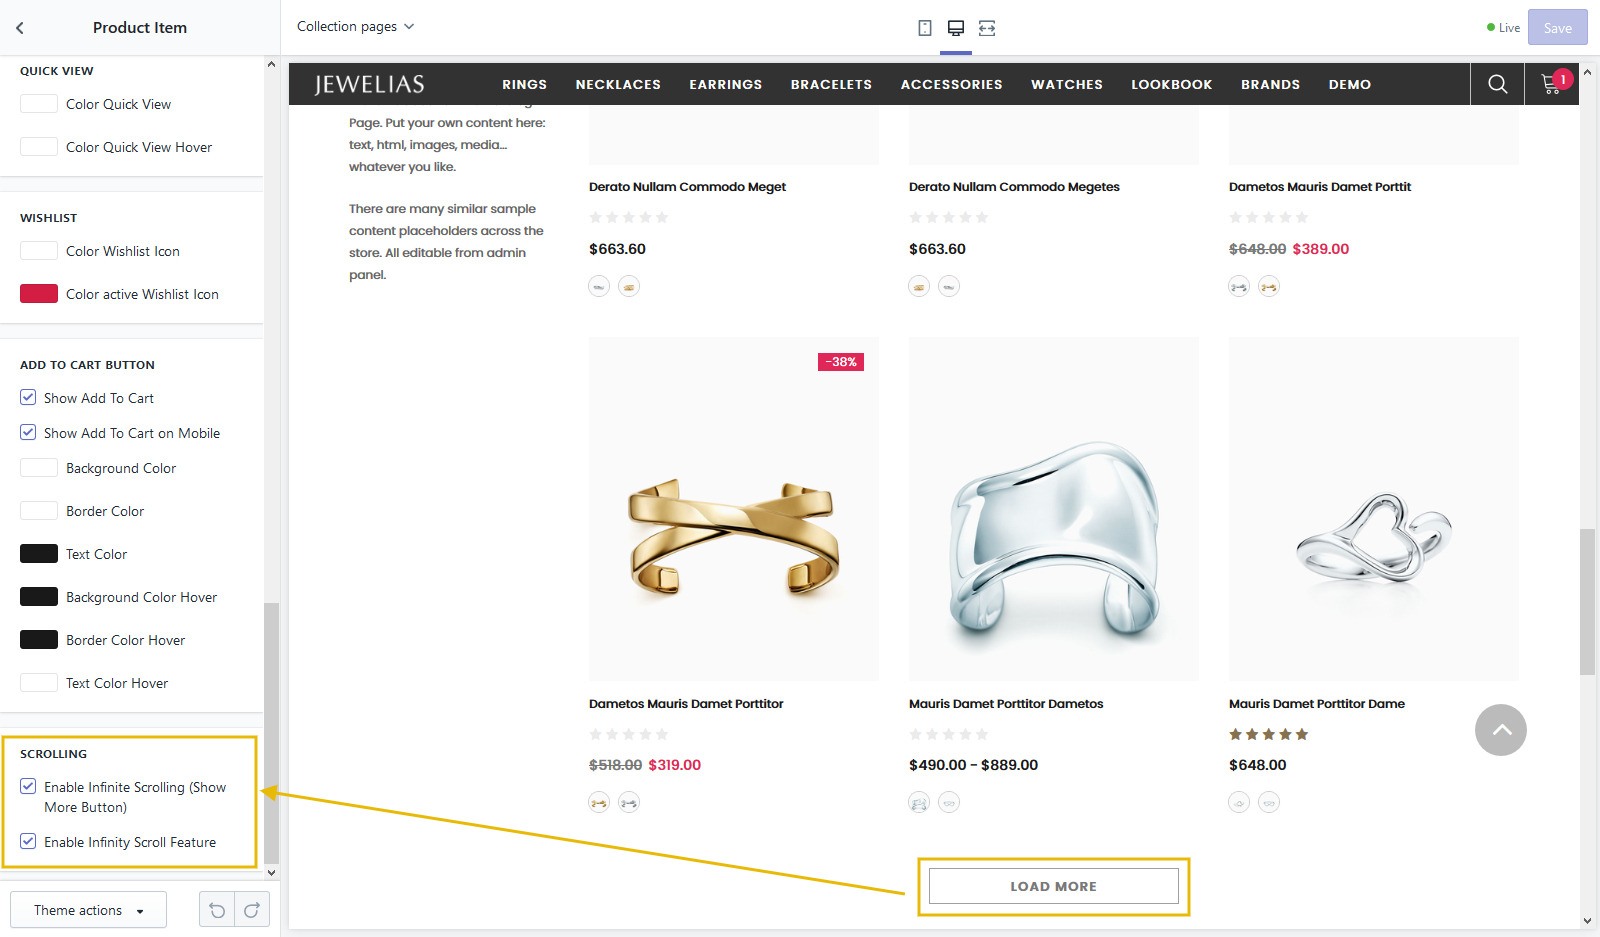 Product Item
Collection pages
Live
Save
QUICK VIEW
Color Quick View
Color Quick View Hover
WISHLIST
Color Wishlist Icon
Color active Wishlist Icon
ADD TO CART BUTTON
Show Add To Cart
Show Add To Cart on Mobile
Background Color
Border Color
Text Color
Background Color Hover
Border Color Hover
Text Color Hover
SCROLLING
Enable Infinite Scrolling (Show
More Button)
Enable Infinity Scroll Feature
Theme actions
JEWELIAS
RINGS NECKLACES EARRINGS BRACELETS ACCESSORIES WATCHES LOOKBOOK BRANDS DEMO
1
Page. Put your own content here:
text, html, images, media...
whatever you like.
There are many similar sample
content placeholders across the
store. All editable from admin
panel.
Derato Nullam Commodo Meget
$663.60
Derato Nullam Commodo Megetes
$663.60
Dametos Mauris Damet Porttit
$648.00 $389.00
-38%
Dametos Mauris Damet Porttitor
$518.00 $319.00
Mauris Damet Porttitor Dametos
$490.00 - $889.00
Mauris Damet Porttitor Dame
$648.00
LOAD MORE